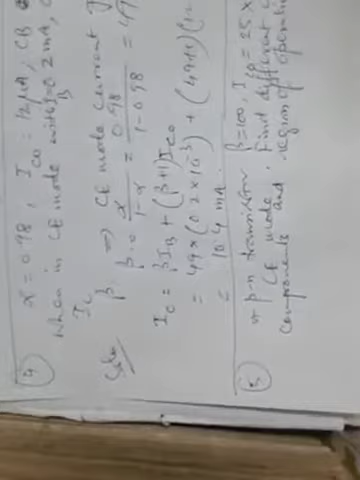 ④ α = 0.98 , I_CO = 12μA, CB
When in CE mode with I_B = 0.2 mA,
I_C
Soln β. ⇒ CE mode current
β = α / 1-α = 0.98 / 1-0.98 = 49
I_C = βI_B + (β+1)I_CO
= 49×(0.2×10⁻³) + (49+1)(12
= 10.4 mA.
⑤ p-n transistor β=100, I_CO = 25×
CE mode. Find different
components and region of operation